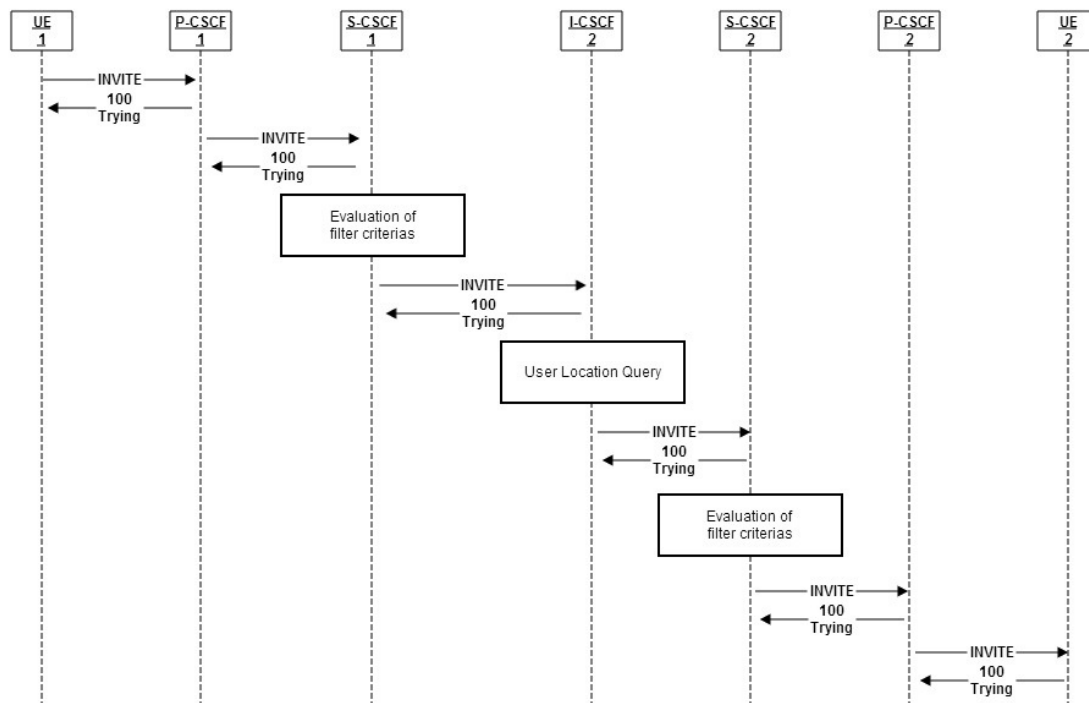 UE
1
P-CSCF
1
S-CSCF
1
I-CSCF
2
S-CSCF
2
P-CSCF
2
UE
2
INVITE
100
Trying
INVITE
100
Trying
Evaluation of
filter criterias
INVITE
100
Trying
User Location Query
INVITE
100
Trying
Evaluation of
filter criterias
INVITE
100
Trying
INVITE
100
Trying